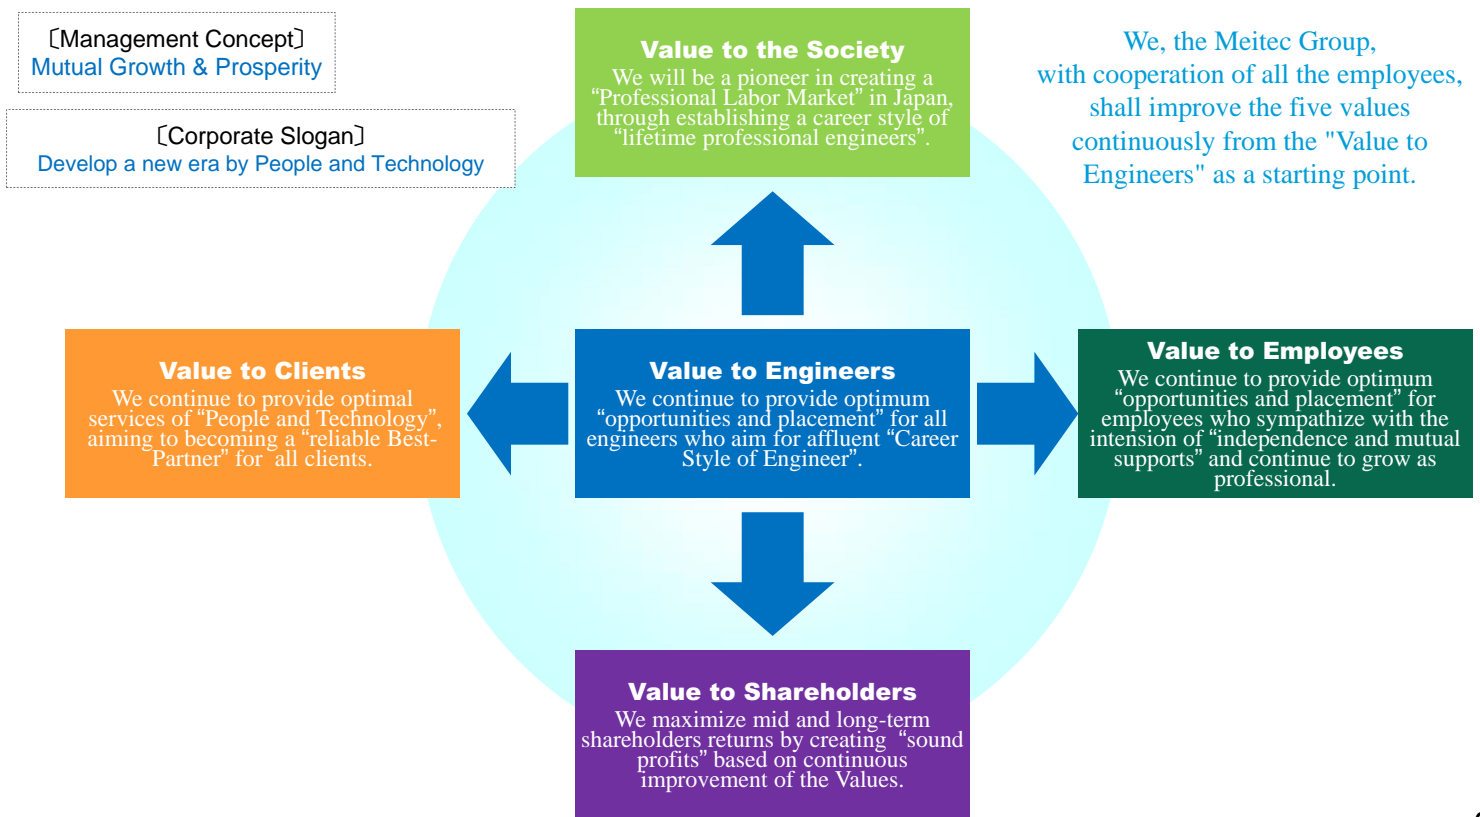 〔Management Concept〕
Mutual Growth & Prosperity
〔Corporate Slogan〕
Develop a new era by People and Technology
Value to the Society
We will be a pioneer in creating a
“Professional Labor Market” in Japan,
through establishing a career style of
“lifetime professional engineers”.
We, the Meitec Group,
with cooperation of all the employees,
shall improve the five values
continuously from the "Value to
Engineers" as a starting point.
Value to Clients
We continue to provide optimal
services of “People and Technology”,
aiming to becoming a “reliable Best-
Partner” for all clients.
Value to Engineers
We continue to provide optimum
“opportunities and placement” for all
engineers who aim for affluent “Career
Style of Engineer”.
Value to Employees
We continue to provide optimum
“opportunities and placement” for
employees who sympathize with the
intension of “independence and mutual
supports” and continue to grow as
professional.
Value to Shareholders
We maximize mid and long-term
shareholders returns by creating “sound
profits” based on continuous
improvement of the Values.